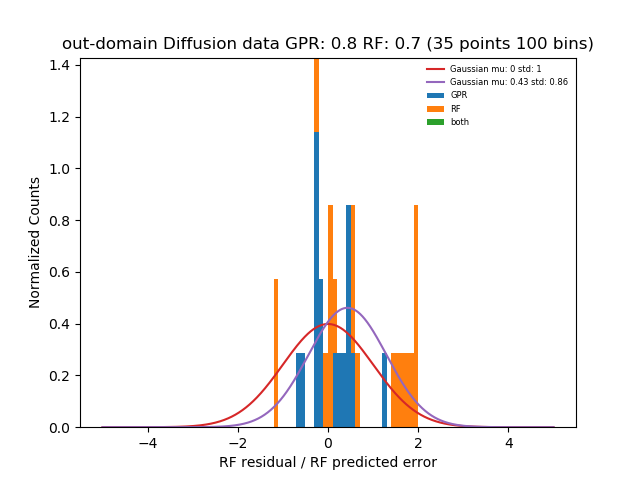 out-domain Diffusion data GPR: 0.8 RF: 0.7 (35 points 100 bins)
Gaussian mu: 0 std: 1
Gaussian mu: 0.43 std: 0.86
GPR
RF
both
1.4
1.2
1.0
0.8
0.6
0.4
0.2
0.0
Normalized Counts
−4
−2
0
2
4
RF residual / RF predicted error